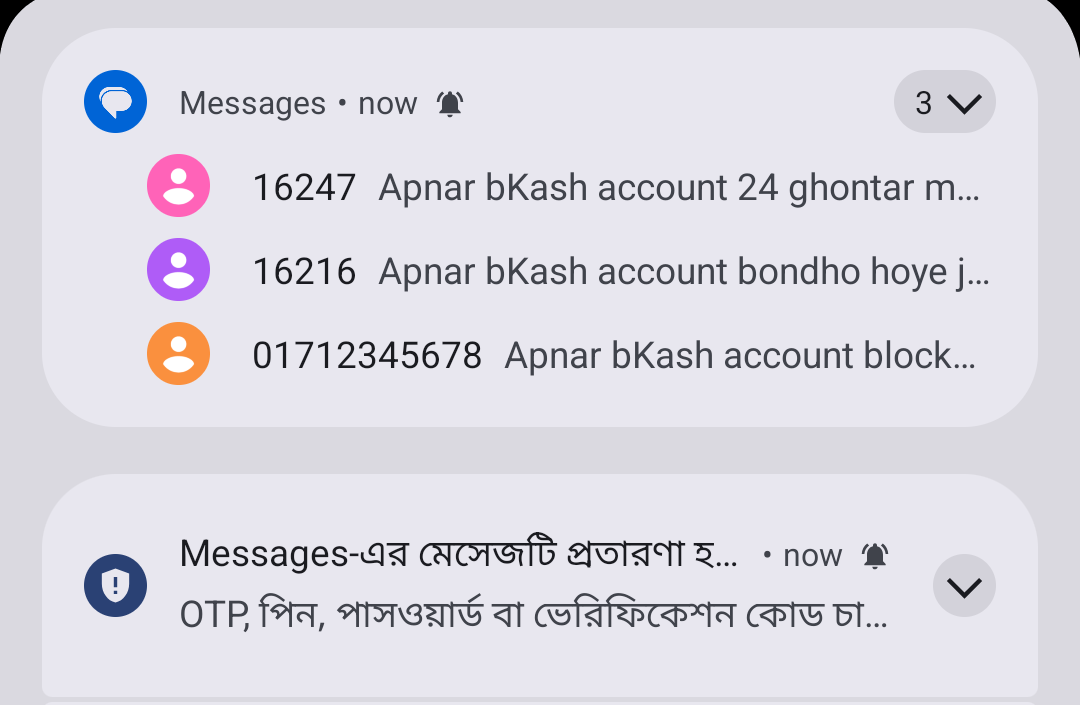 Messages • now
3
16247 Apnar bKash account 24 ghontar m...
16216 Apnar bKash account bondho hoye j...
01712345678 Apnar bKash account block...
Messages-এর মেসেজটি প্রতারণা হ... • now
OTP, পিন, পাসওয়ার্ড বা ভেরিফিকেশন কোড চা...